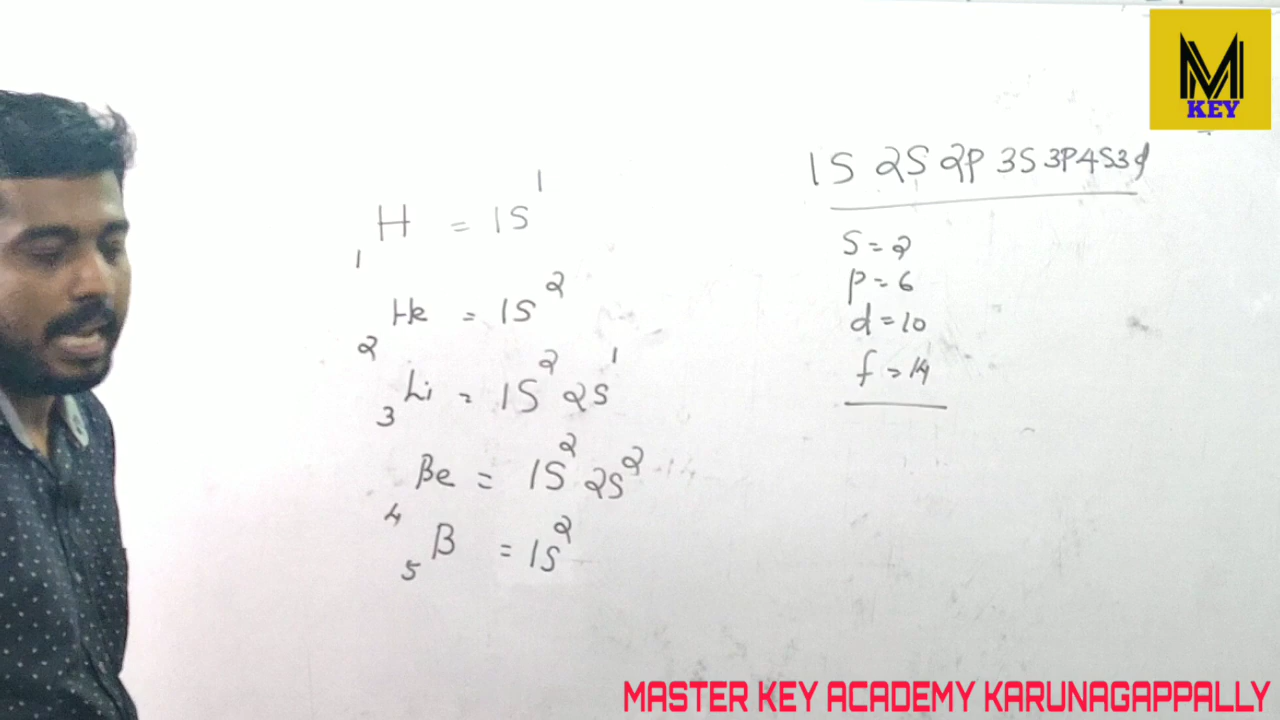 M
KEY
1S 2S 2P 3S 3P 4S 3d
S = 2
P = 6
d = 10
f = 14
₁H = 1S¹
₂He = 1S²
₃Li = 1S² 2S¹
₄Be = 1S² 2S²
₅B = 1S²
MASTER KEY ACADEMY KARUNAGAPPALLY